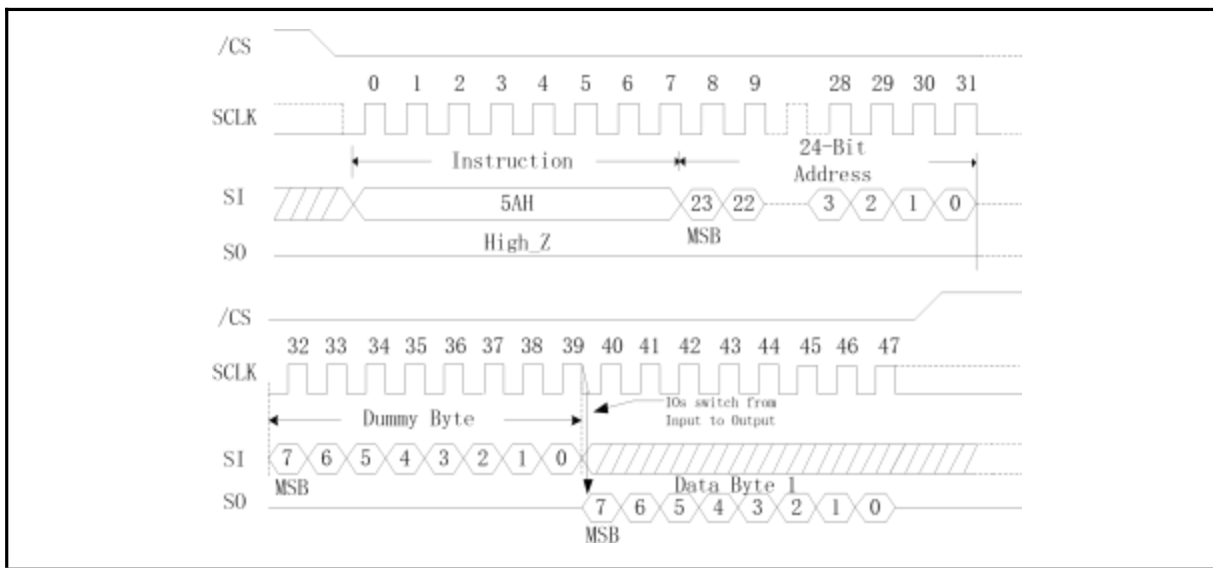 /CS
0 1 2 3 4 5 6 7 8 9 28 29 30 31
SCLK
Instruction
24-Bit
Address
SI
5AH
23 22 3 2 1 0
MSB
High_Z
SO
/CS
32 33 34 35 36 37 38 39 40 41 42 43 44 45 46 47
SCLK
IOs switch from
Input to Output
Dummy Byte
SI
7 6 5 4 3 2 1 0
MSB
Data Byte 1
SO
7 6 5 4 3 2 1 0
MSB